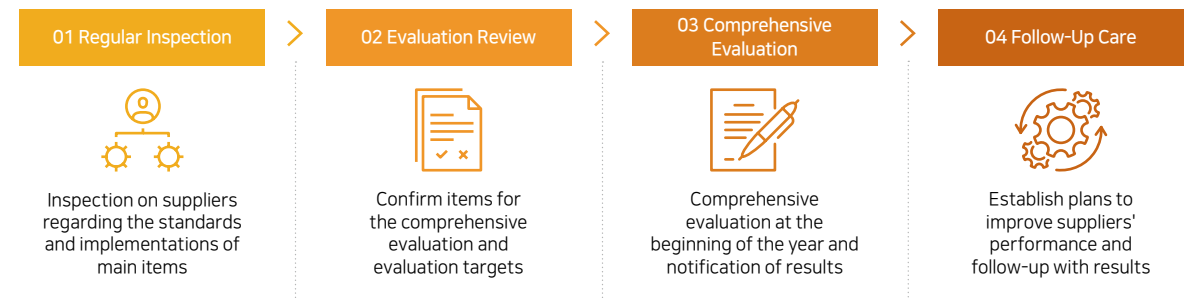 01 Regular Inspection
02 Evaluation Review
03 Comprehensive
Evaluation
04 Follow-Up Care
Inspection on suppliers
regarding the standards
and implementations of
main items
Confirm items for
the comprehensive
evaluation and
evaluation targets
Comprehensive
evaluation at the
beginning of the year and
notification of results
Establish plans to
improve suppliers'
performance and
follow-up with results